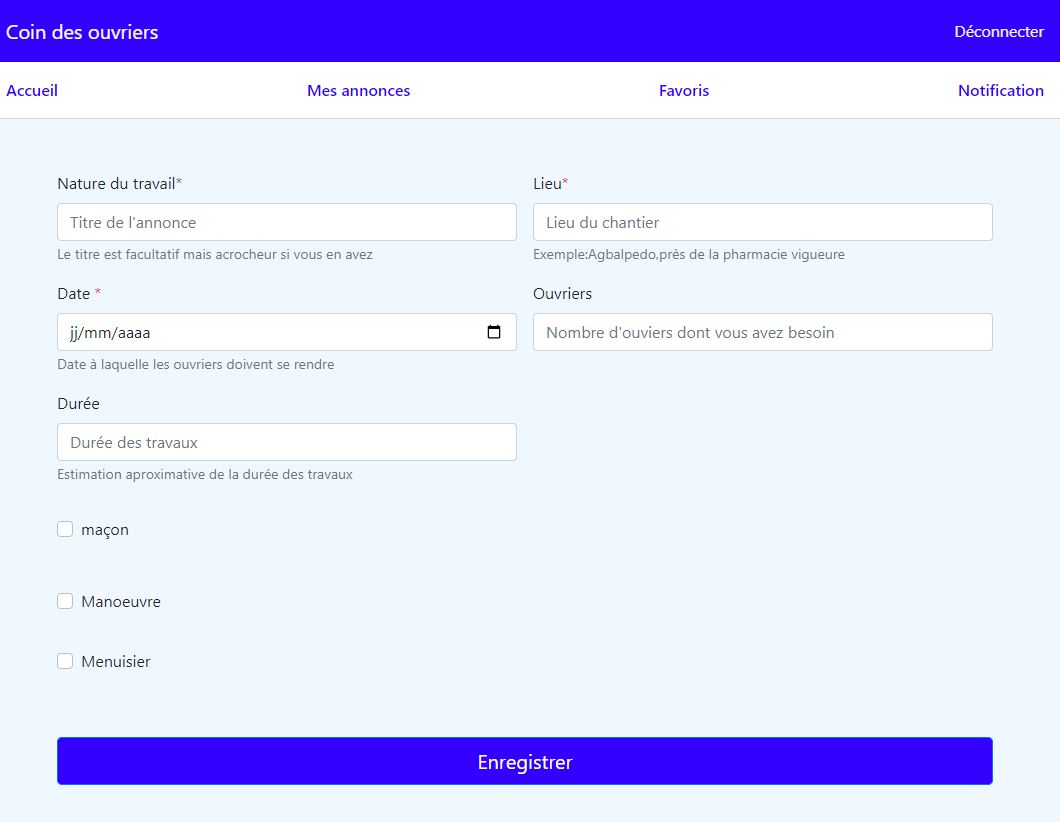 Coin des ouvriers
Déconnecter
Accueil
Mes annonces
Favoris
Notification
Nature du travail*
Lieu*
Titre de l'annonce
Lieu du chantier
Le titre est facultatif mais acrocheur si vous en avez
Exemple:Agbalpedo,près de la pharmacie vigueure
Date *
Ouvriers
jj/mm/aaaa
Nombre d'ouviers dont vous avez besoin
Date à laquelle les ouvriers doivent se rendre
Durée
Durée des travaux
Estimation aproximative de la durée des travaux
maçon
Manoeuvre
Menuisier
Enregistrer